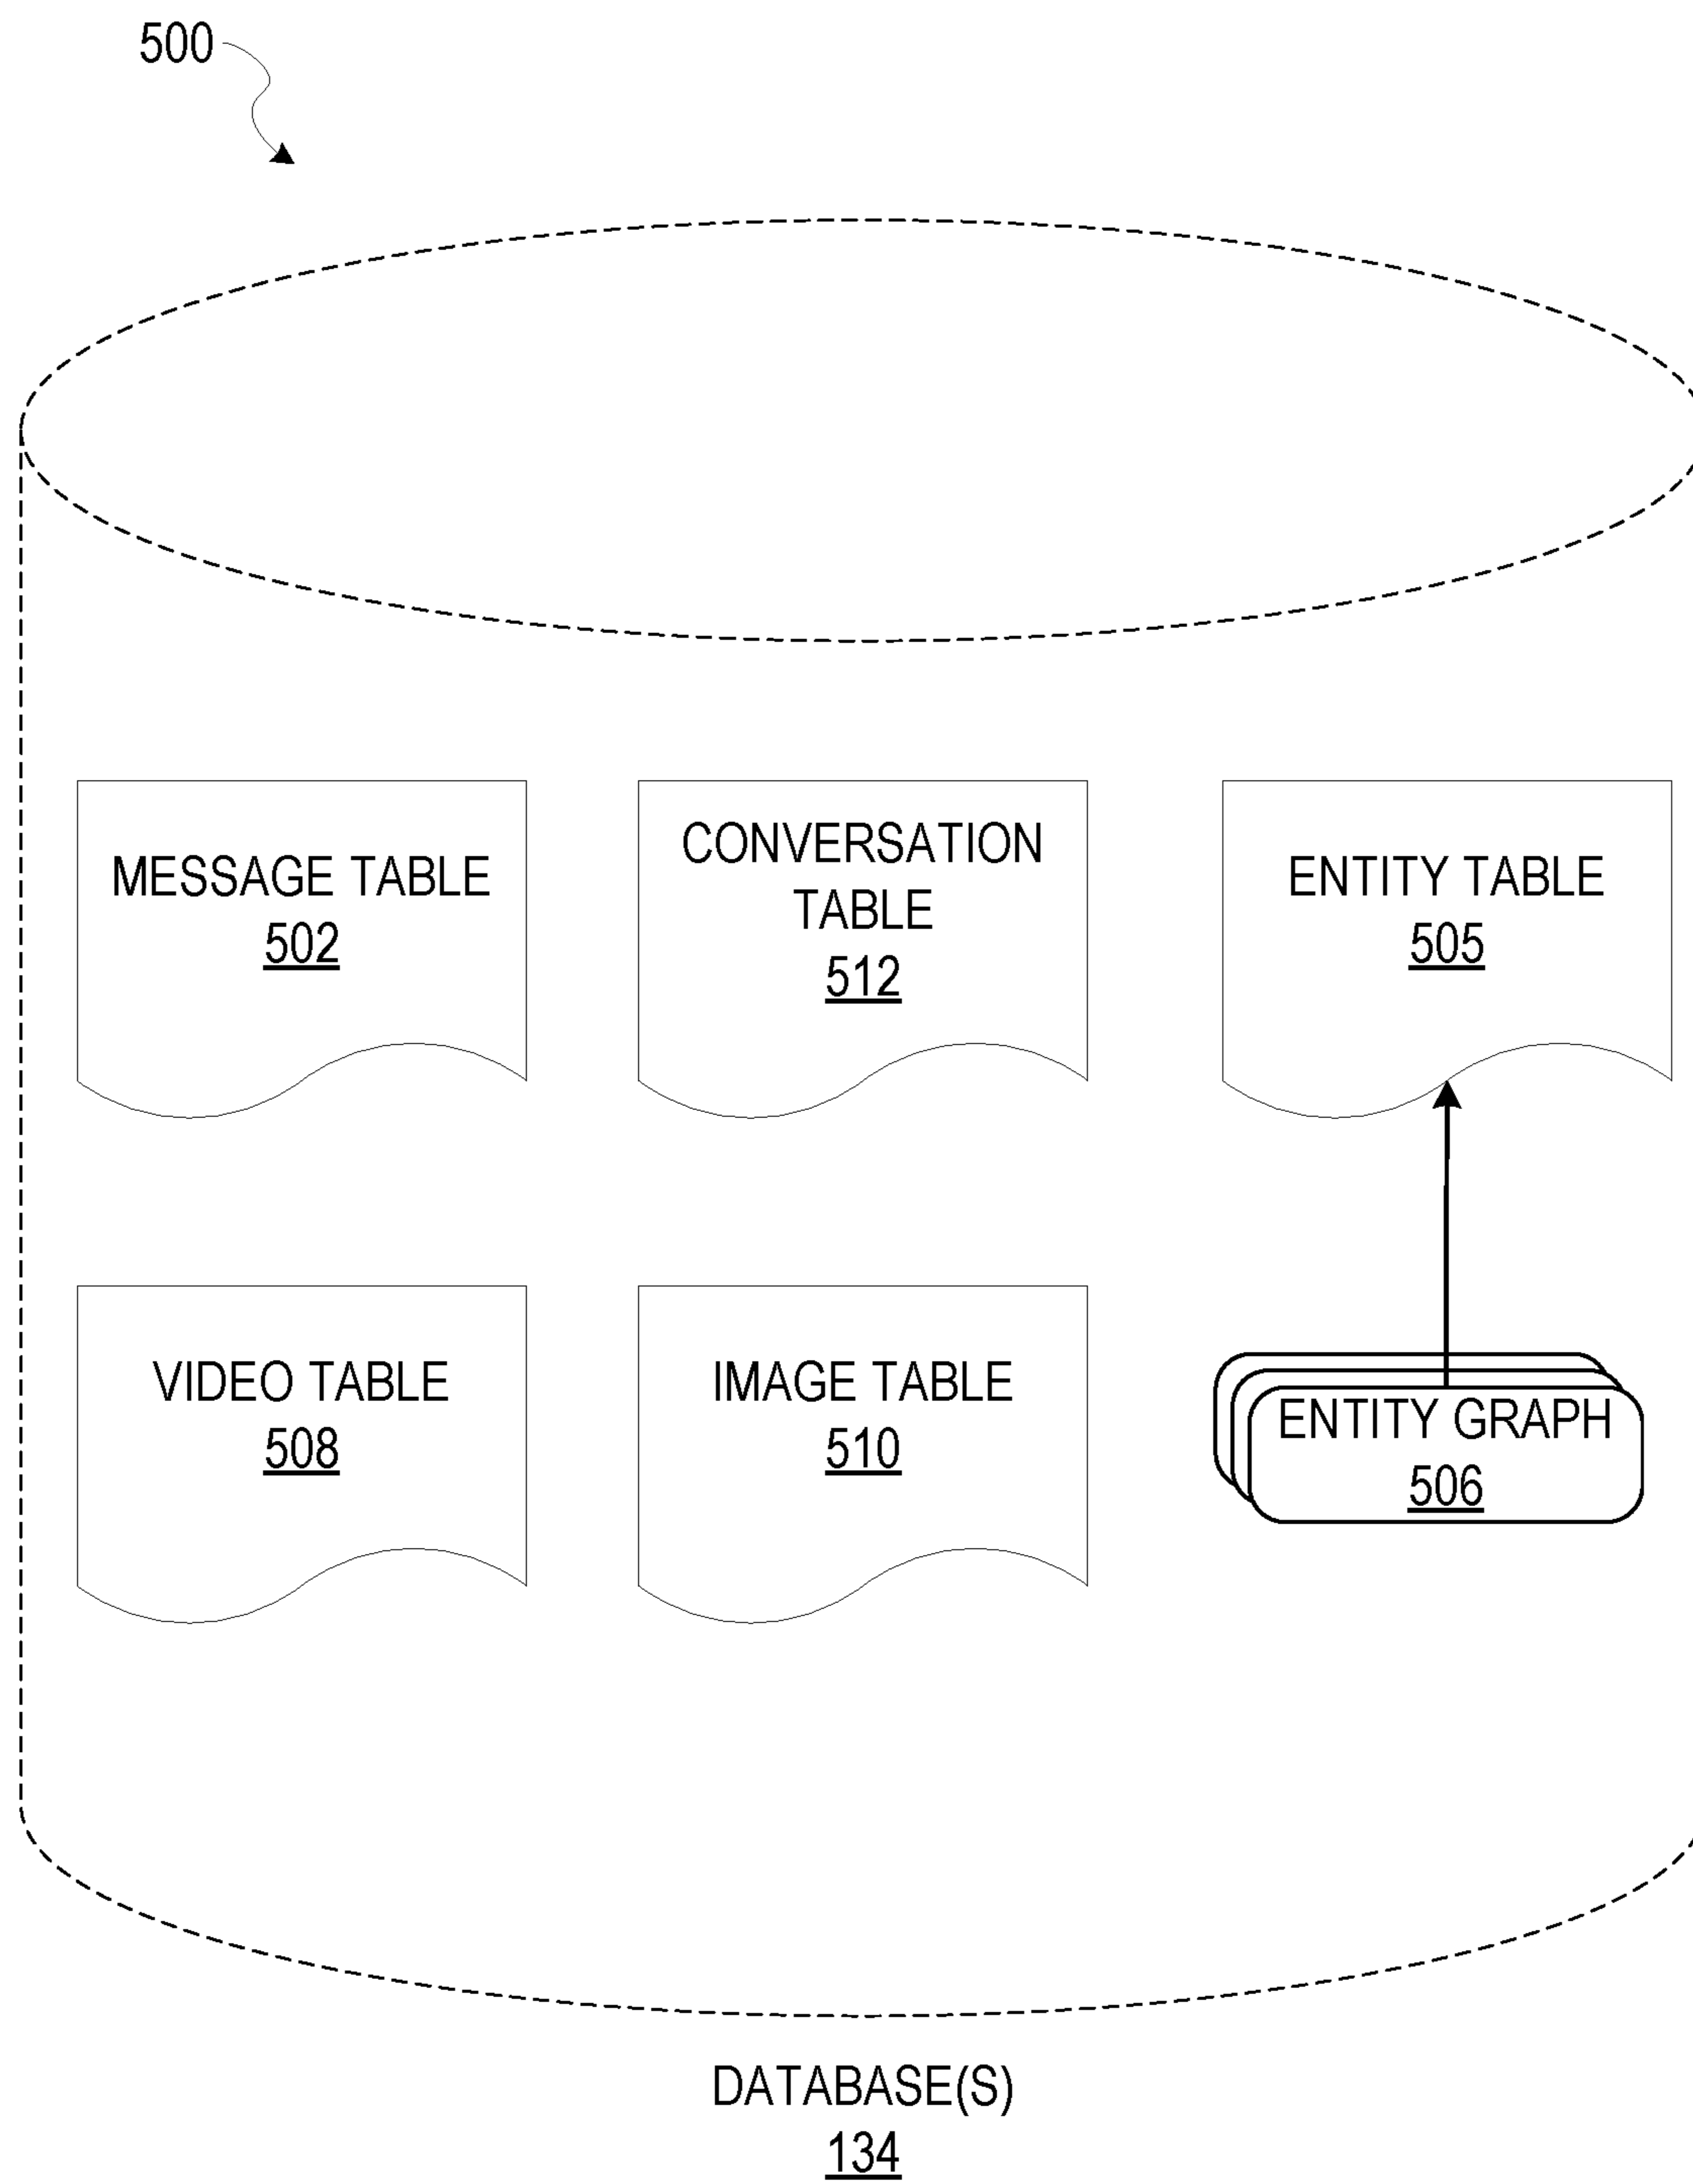 500
MESSAGE TABLE
502
CONVERSATION
TABLE
512
ENTITY TABLE
505
VIDEO TABLE
508
IMAGE TABLE
510
ENTITY GRAPH
506
DATABASE(S)
134